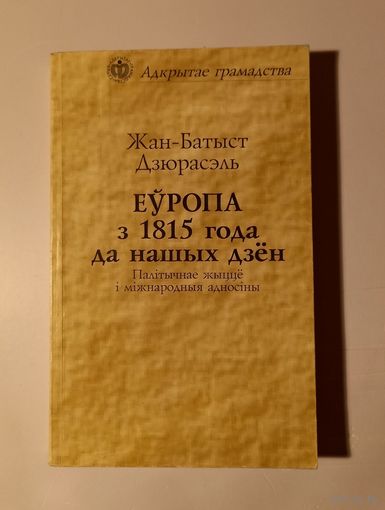 Адкрытае грамадства
Жан-Батыст
Дзюрасэль
ЕЎРОПА
з 1815 года
да нашых дзён
Палітычнае жыццё
і міжнародныя адносіны